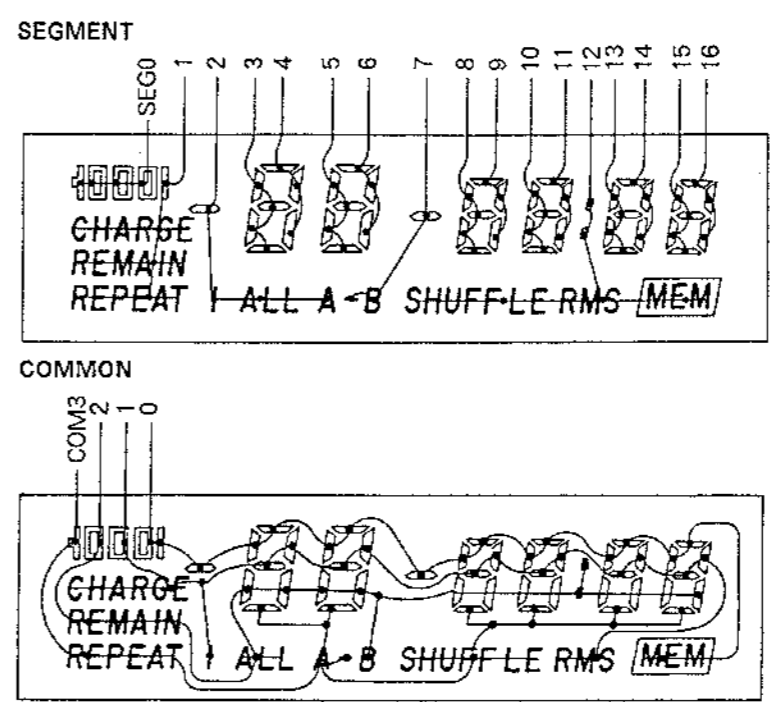 SEGMENT
SEG0 1 2 3 4 5 6 7 8 9 10 11 12 13 14 15 16
CHARGE
REMAIN
REPEAT 1 ALL A B SHUFFLE RMS MEM
COMMON
COM3 2 1 0
CHARGE
REMAIN
REPEAT 1 ALL A B SHUFFLE RMS MEM